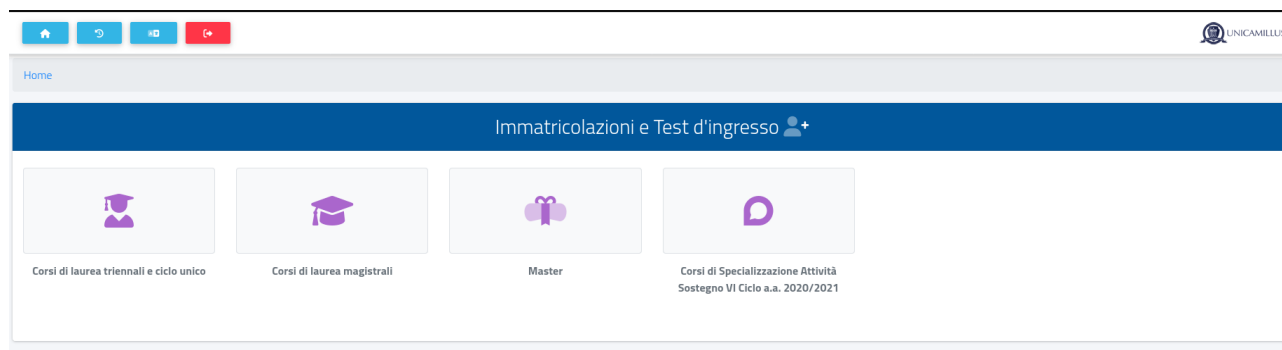 UNICAMILLUS
Home
Immatricolazioni e Test d'ingresso
Corsi di laurea triennali e ciclo unico
Corsi di laurea magistrali
Master
Corsi di Specializzazione Attività
Sostegno VI Ciclo a.a. 2020/2021